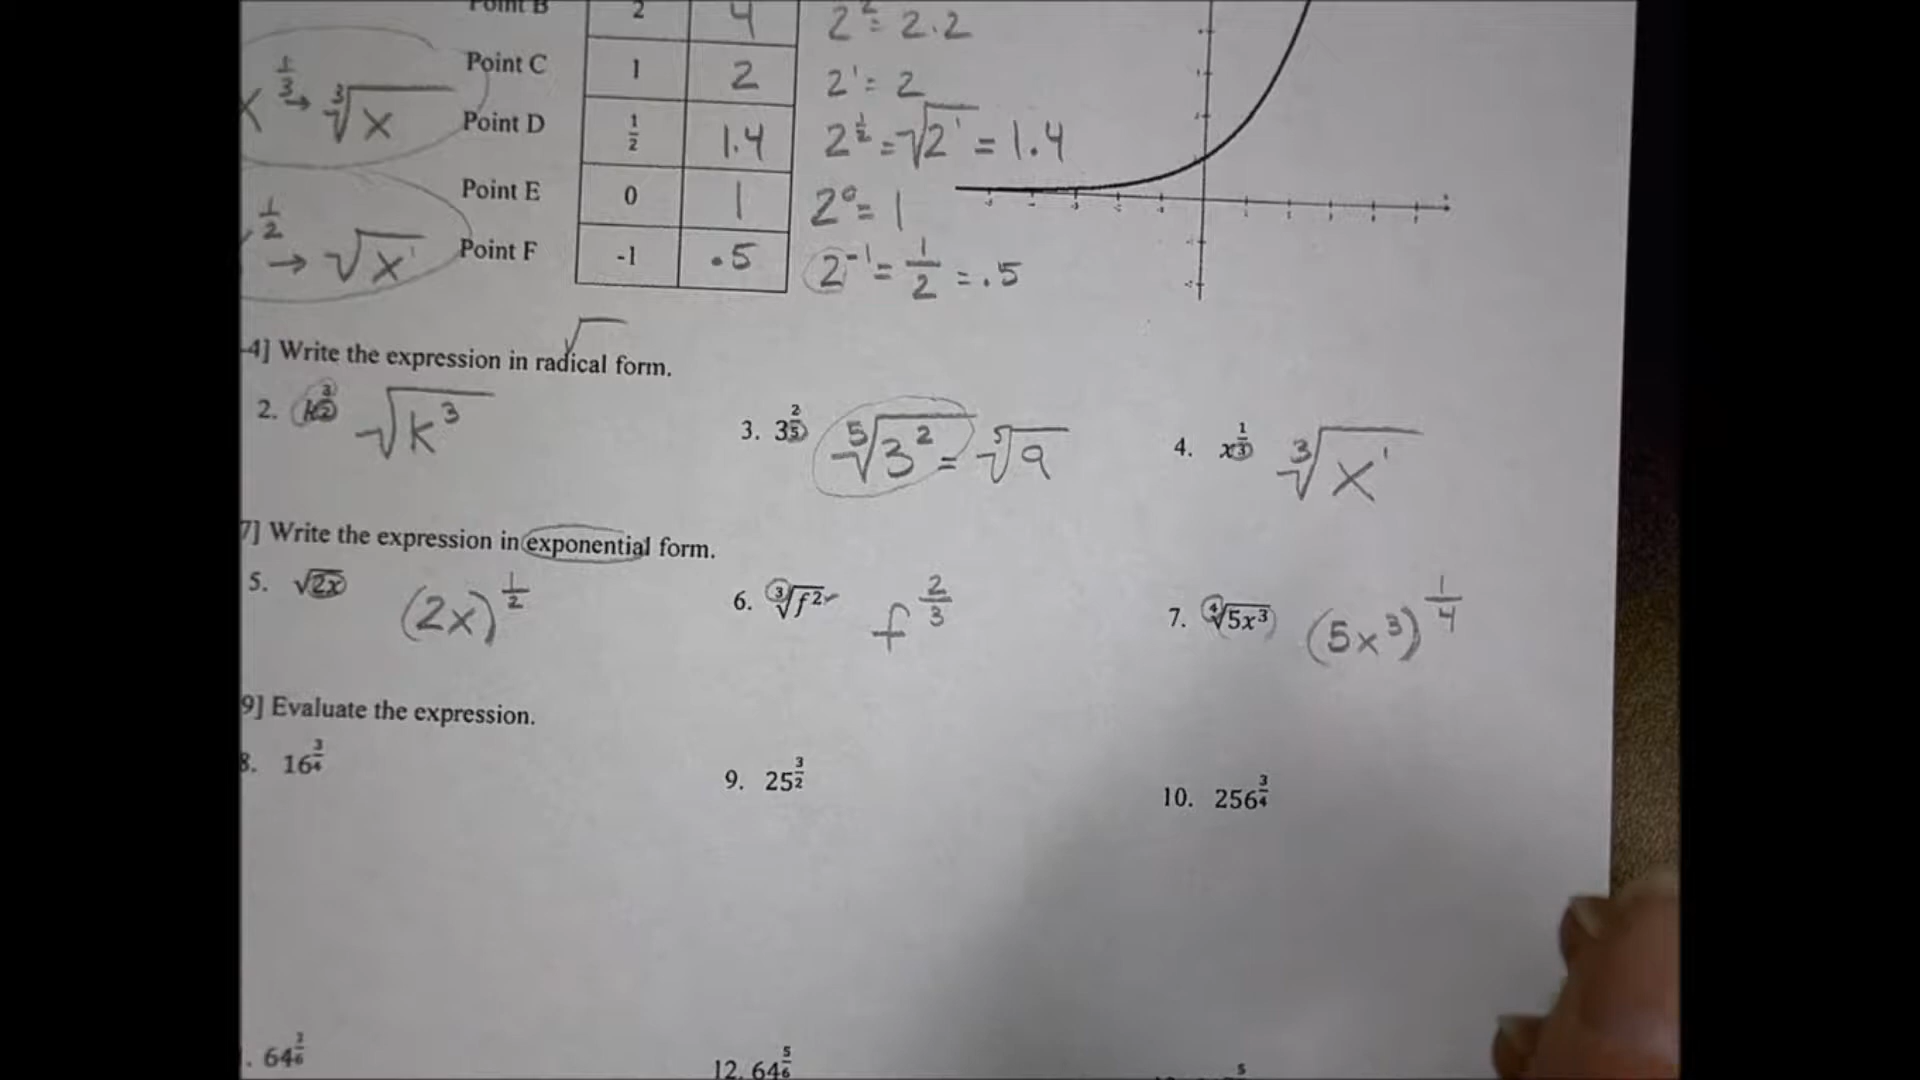 Point B 2 4 2² = 2.2
Point C 1 2 2¹ = 2
x^(1/3) → ∛x
Point D 1/2 1.4 2^(1/2) = √2¹ = 1.4
Point E 0 1 2⁰ = 1
1/2 → √x
Point F -1 .5 2⁻¹ = 1/2 = .5
4] Write the expression in radical form. √
2. k^(3/2) √k³ 3. 3^(2/5) ⁵√3² = ⁵√9 4. x^(1/3) ³√x¹
7] Write the expression in exponential form.
5. √2x (2x)^(1/2) 6. ³√f² f^(2/3) 7. ⁴√5x³ (5x³)^(1/4)
9] Evaluate the expression.
8. 16^(3/4) 9. 25^(3/2) 10. 256^(3/4)
. 64 12. 64^(5/6) 5